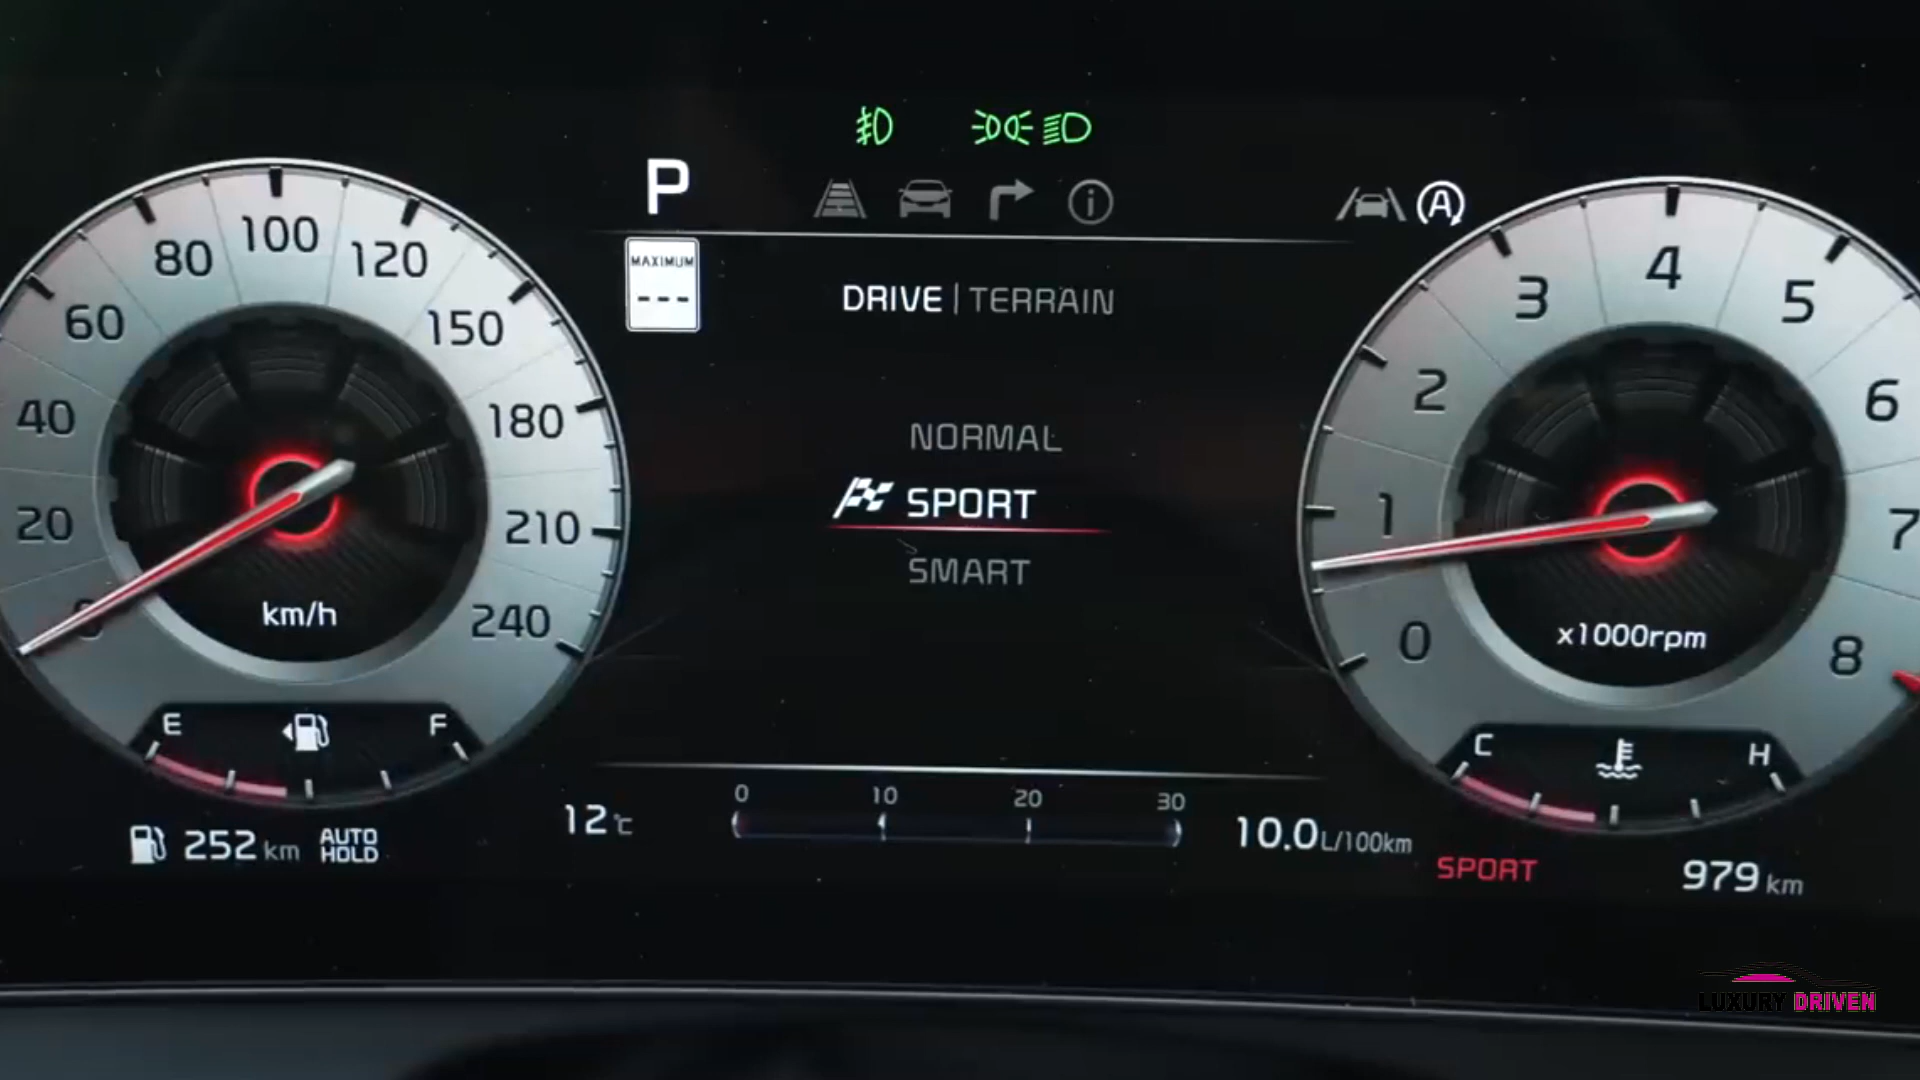 P
MAXIMUM
---
DRIVE | TERRAIN
NORMAL
SPORT
SMART
0
20
40
60
80
100
120
150
180
210
240
km/h
E
F
252 km
AUTO
HOLD
12 °C
0 10 20 30
10.0 L/100km
A
0
1
2
3
4
5
6
7
8
x1000rpm
C
H
SPORT
979 km
LUXURY DRIVEN